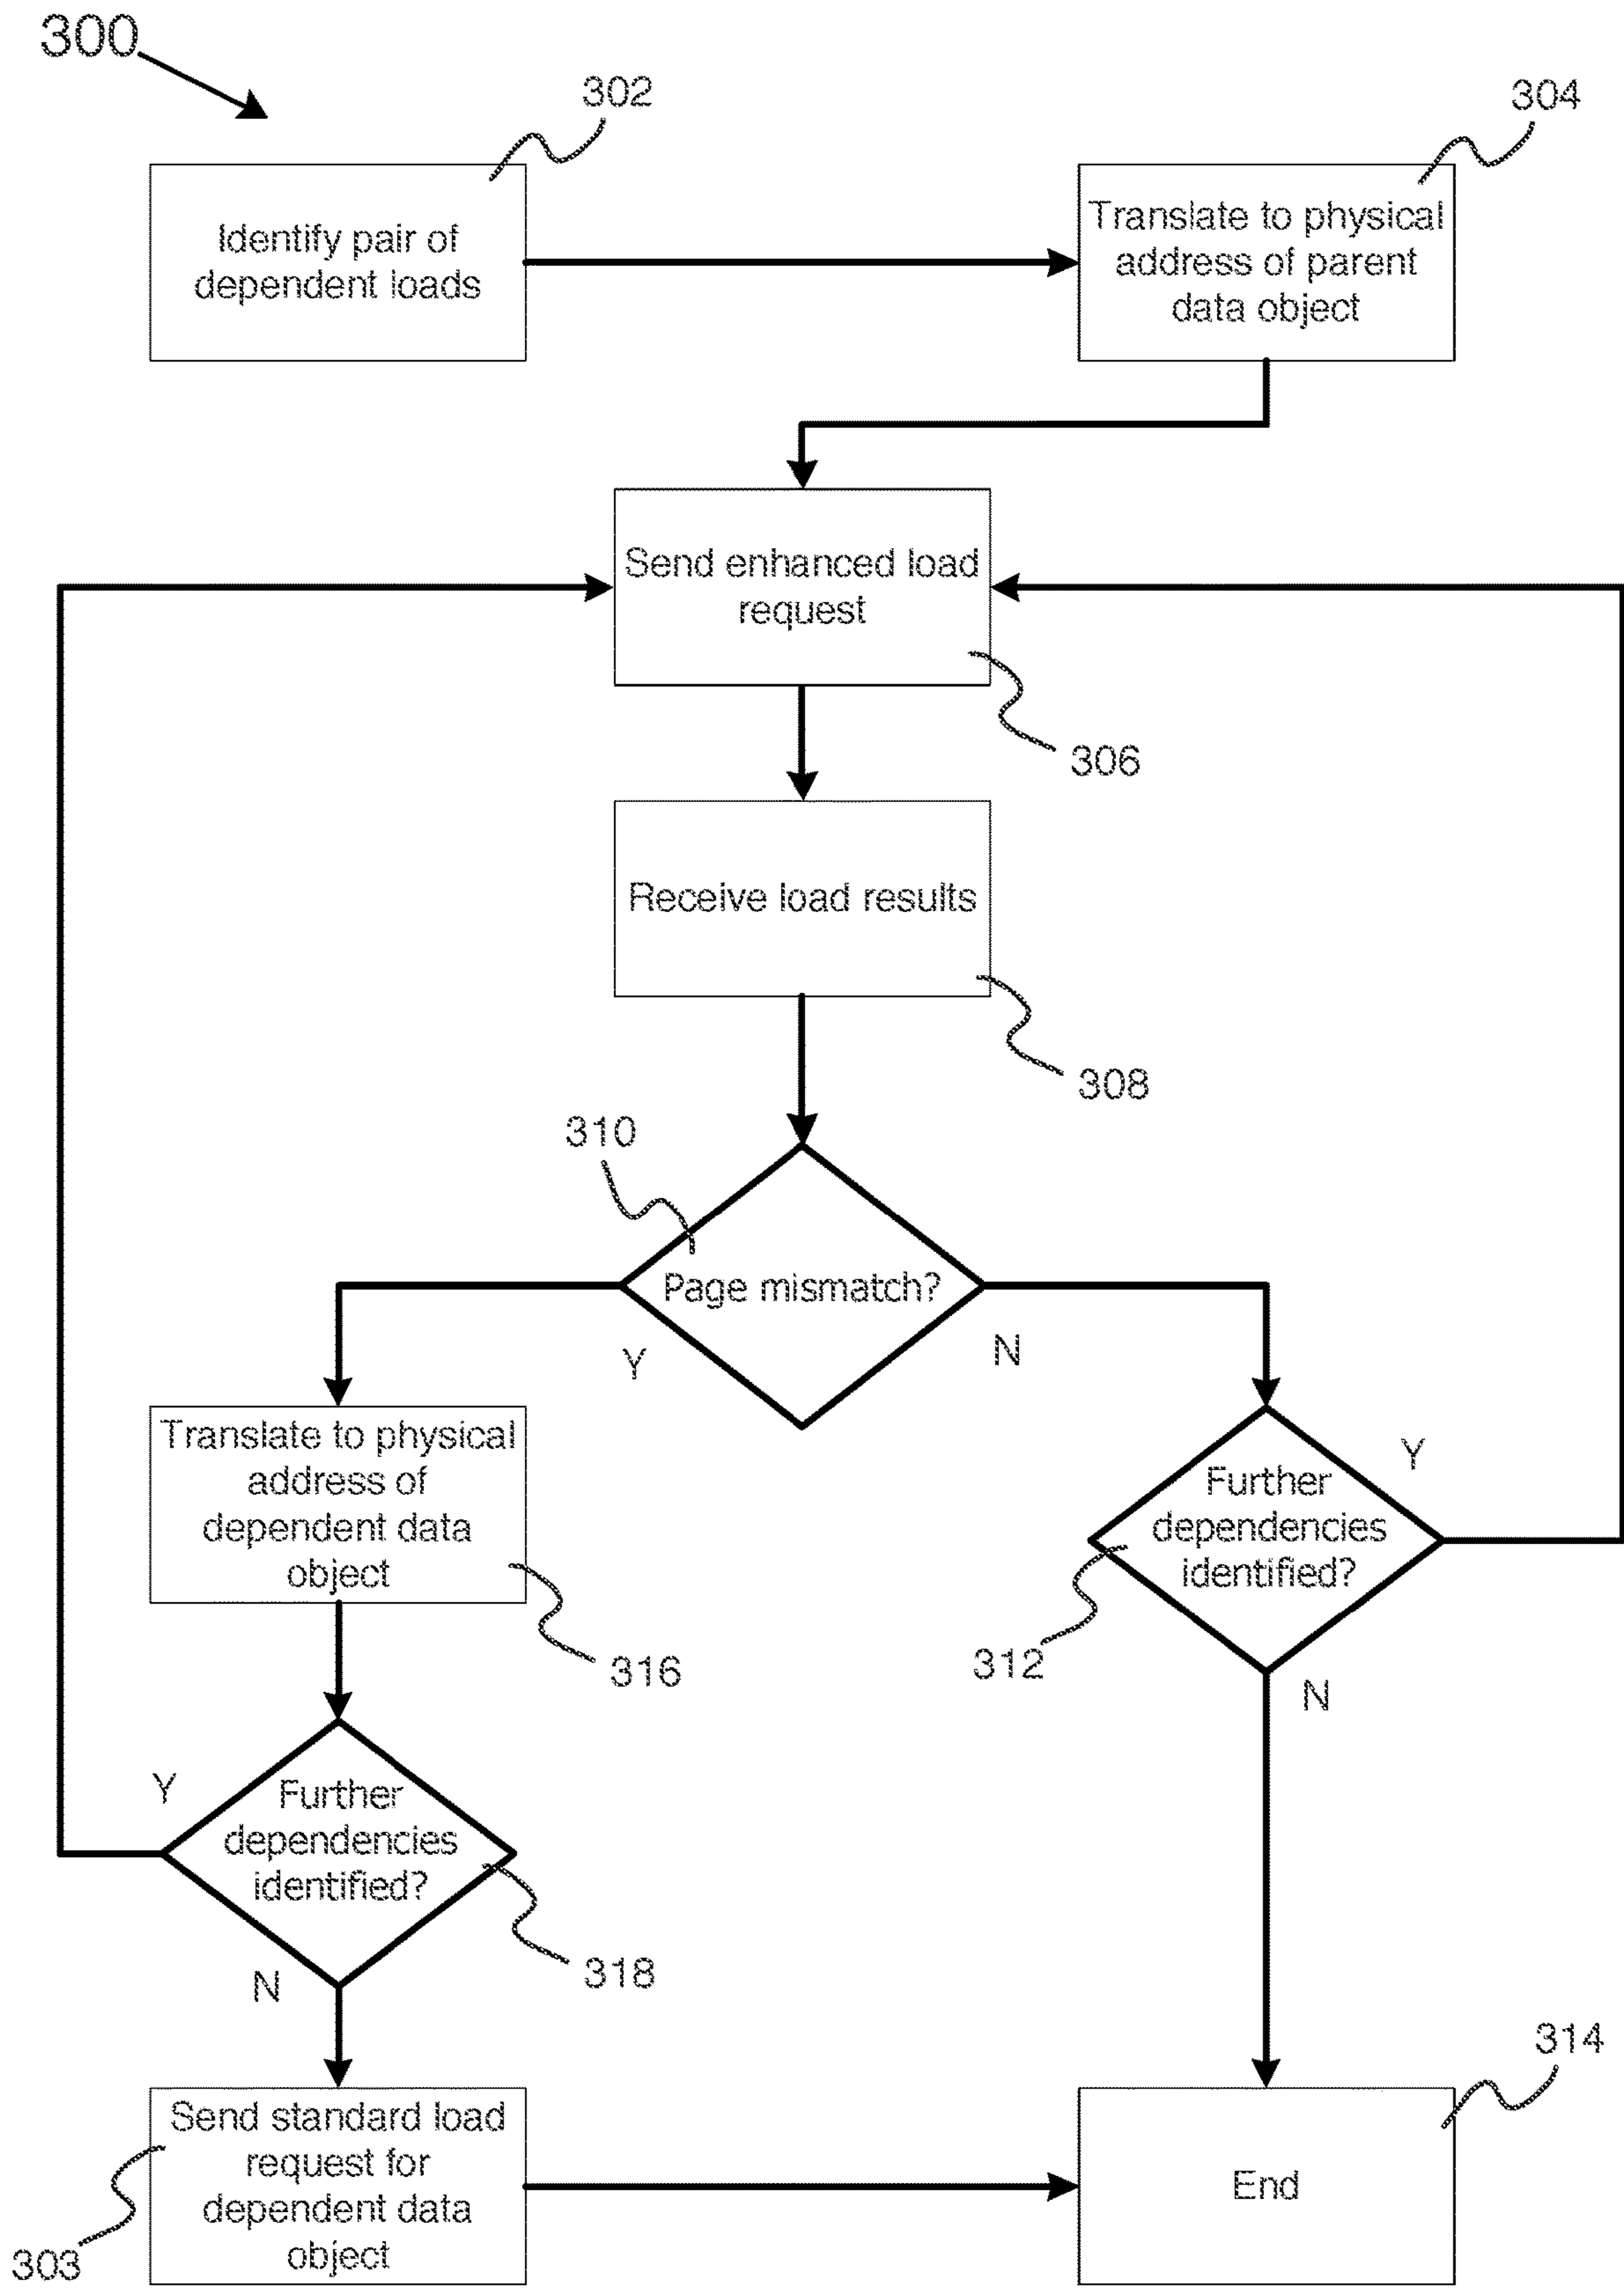 300
302
304
Identify pair of
dependent loads
Translate to physical
address of parent
data object
Send enhanced load
request
306
Receive load results
308
310
Page mismatch?
Y
N
Translate to physical
address of
dependent data
object
316
Further
dependencies
identified?
Y
312
N
Further
dependencies
identified?
Y
318
N
Send standard load
request for
dependent data
object
303
314
End